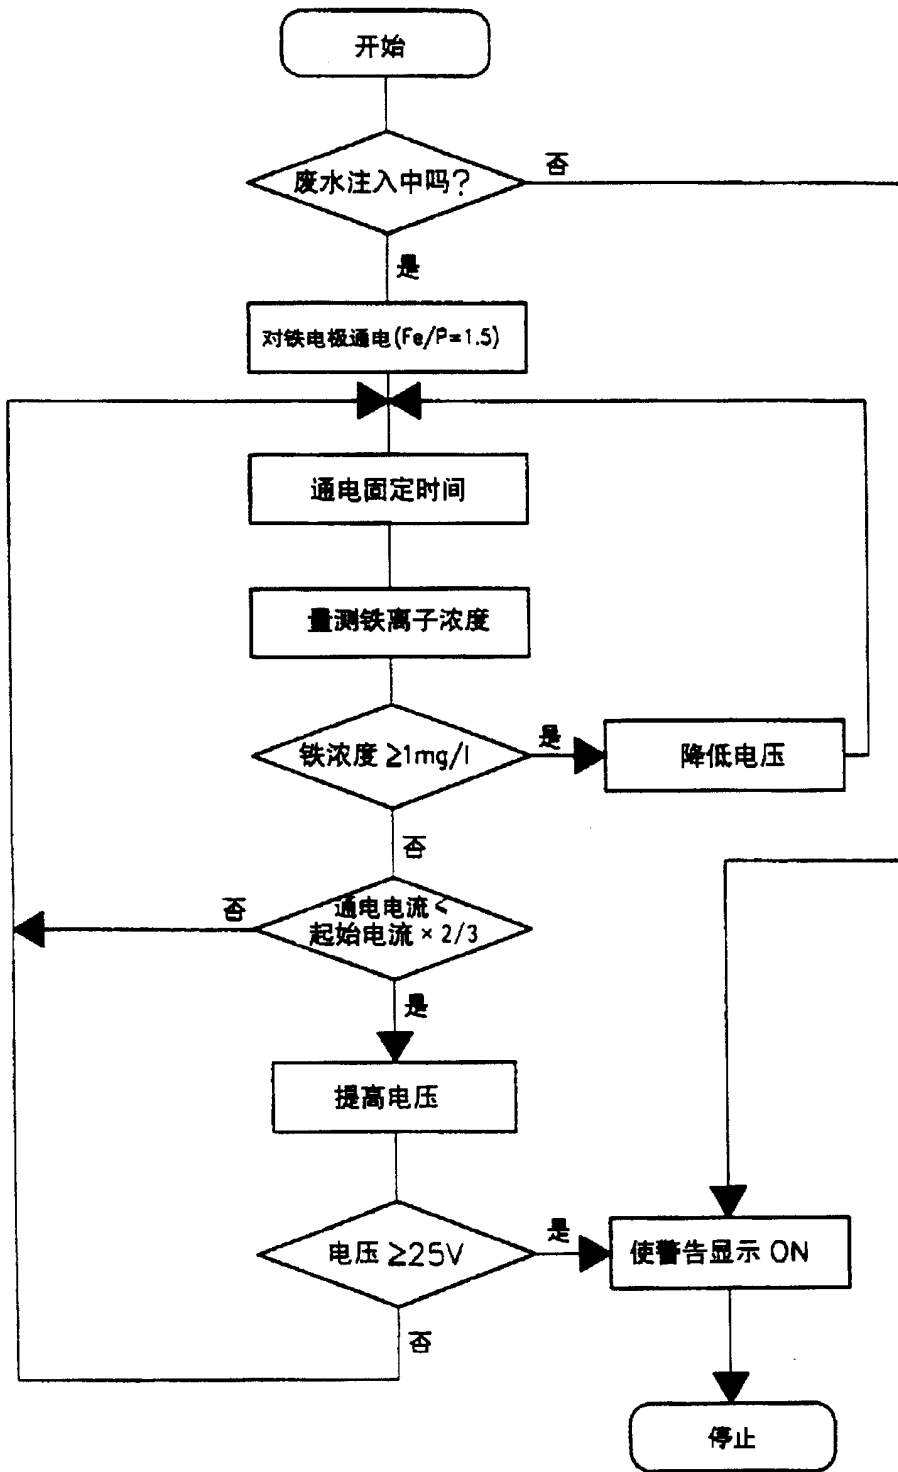 开始
废水注入中吗?
否
是
对铁电极通电(Fe/P=1.5)
通电固定时间
量测铁离子浓度
铁浓度≥1mg/l
是
降低电压
否
通电电流<
起始电流×2/3
否
是
提高电压
电压≥25V
是
使警告显示 ON
否
停止